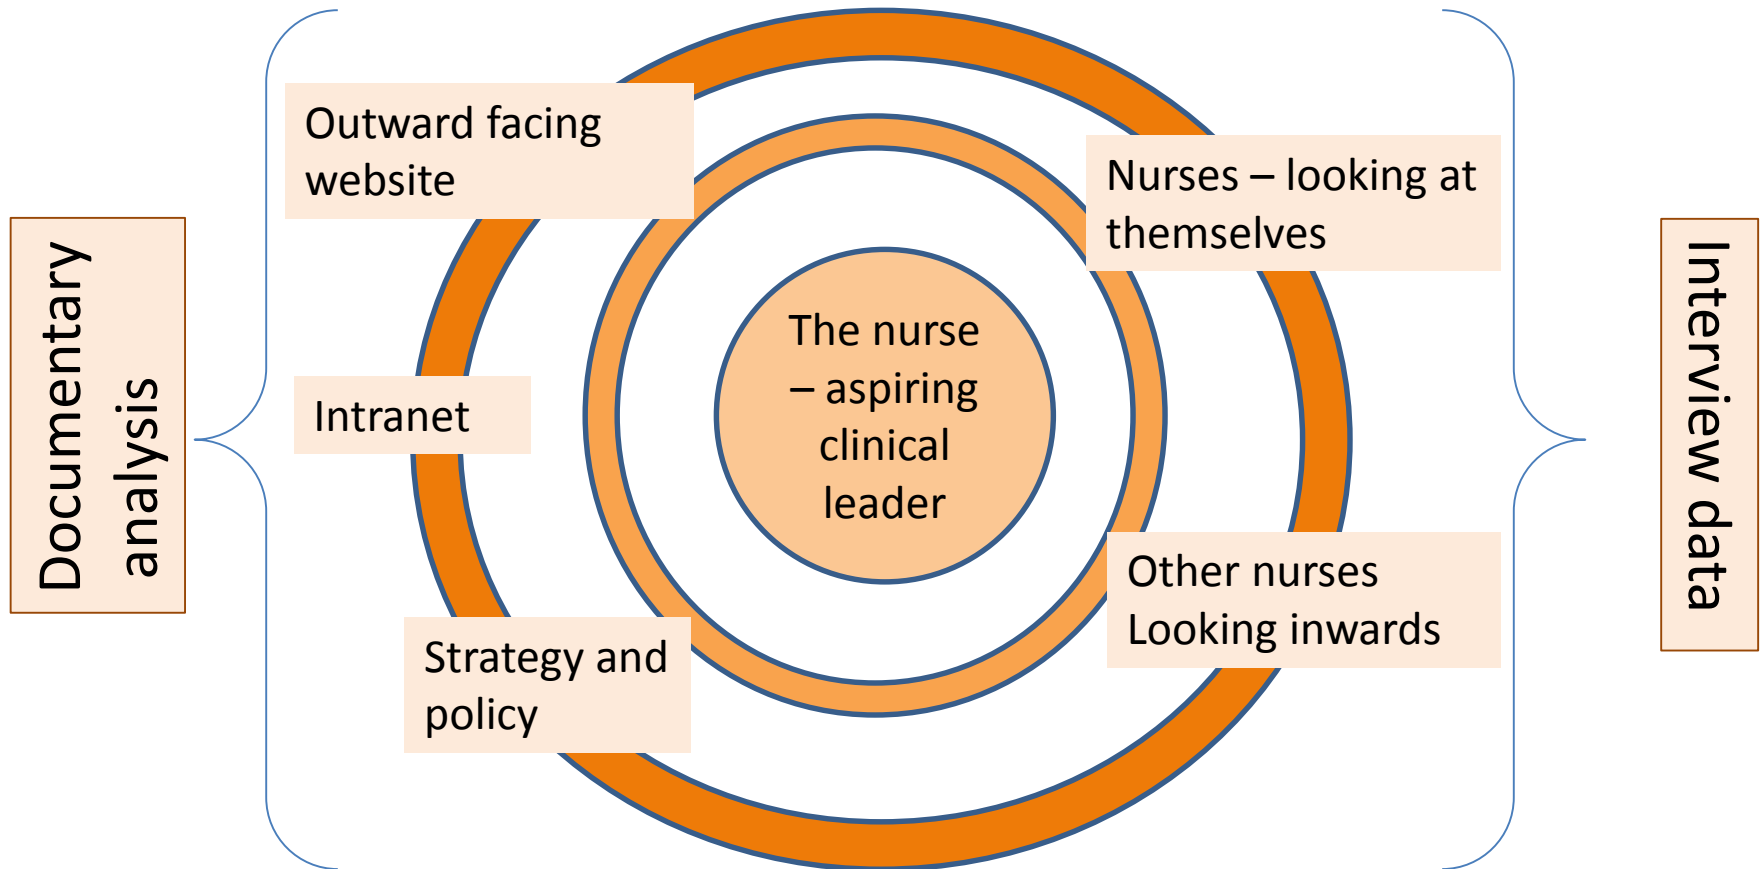 Documentary
analysis
Outward facing
website
Intranet
Strategy and
policy
The nurse
– aspiring
clinical
leader
Nurses – looking at
themselves
Other nurses
Looking inwards
Interview data